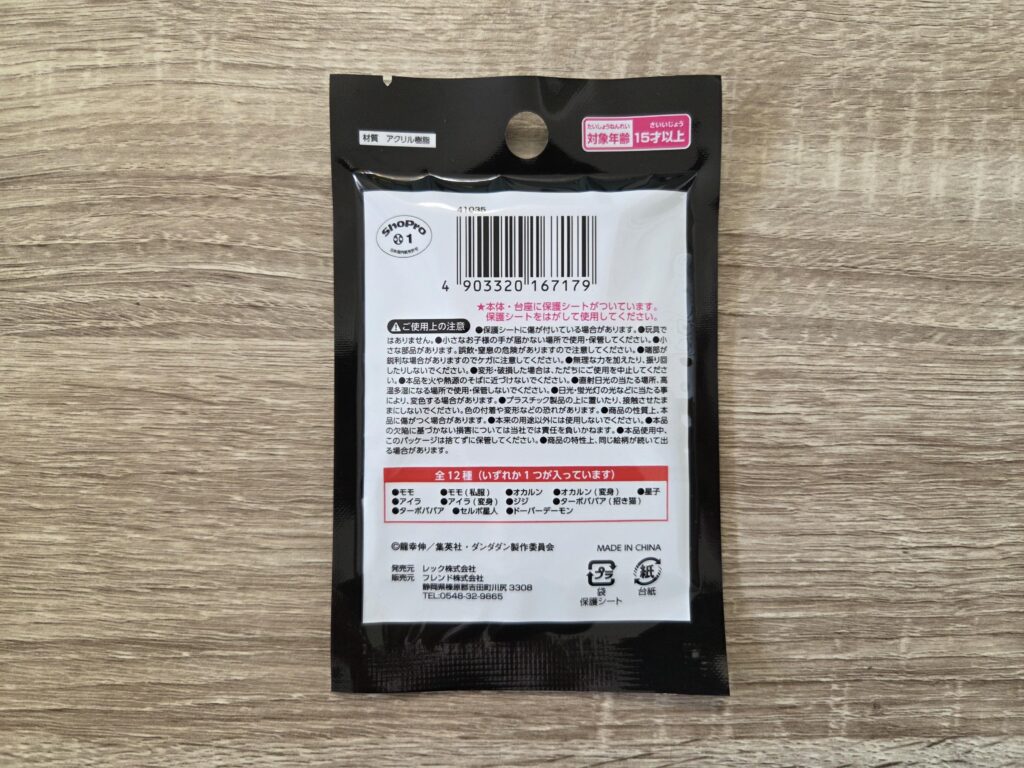 材質 アクリル樹脂
たいしょうねんれい さいいじょう
対象年齢 15才以上
41035
ShoPro
1
4 903320 167179
★本体・台座に保護シートがついています。
保護シートをはがして使用してください。
ご使用上の注意 ●保護シートに傷が付いている場合があります。●玩具で
はありません。●小さなお子様の手が届かない場所で使用・保管してください。●小
さな部品があります。誤飲・窒息の危険がありますので注意してください。●端部が
鋭利な場合がありますのでケガに注意してください。●無理な力を加えたり、振り回
したりしないでください。●変形・破損した場合は、ただちにご使用を中止してくださ
い。●本品を火や熱源のそばに近づけないでください。●直射日光の当たる場所、高
温多湿になる場所で使用・保管しないでください。●日光・蛍光灯の光などに当たる事
により、変色する場合があります。●プラスチック製品の上に置いたり、接触させたま
まにしないでください。色の付着や変形などの恐れがあります。●商品の性質上、本
品に傷がつく場合があります。●本来の用途以外には使用しないでください。●本品
の欠陥に基づかない損害については当社では責任を負いかねます。●本品使用中、
このパッケージは捨てずに保管してください。●商品の特性上、同じ絵柄が続いて出
る場合があります。
全12種(いずれか1つが入っています)
●モモ ●モモ(私服) ●オカルン ●オカルン(変身) ●星子
●アイラ ●アイラ(変身) ●ジジ ●ターボババア(招き猫)
●ターボババア ●セルポ星人 ●ドーバーデーモン
©龍幸伸/集英社・ダンダダン製作委員会 MADE IN CHINA
発売元 レック株式会社
販売元 フレンド株式会社
静岡県榛原郡吉田町川尻3308
TEL:0548-32-9865
プラ 紙
袋 台紙
保護シート